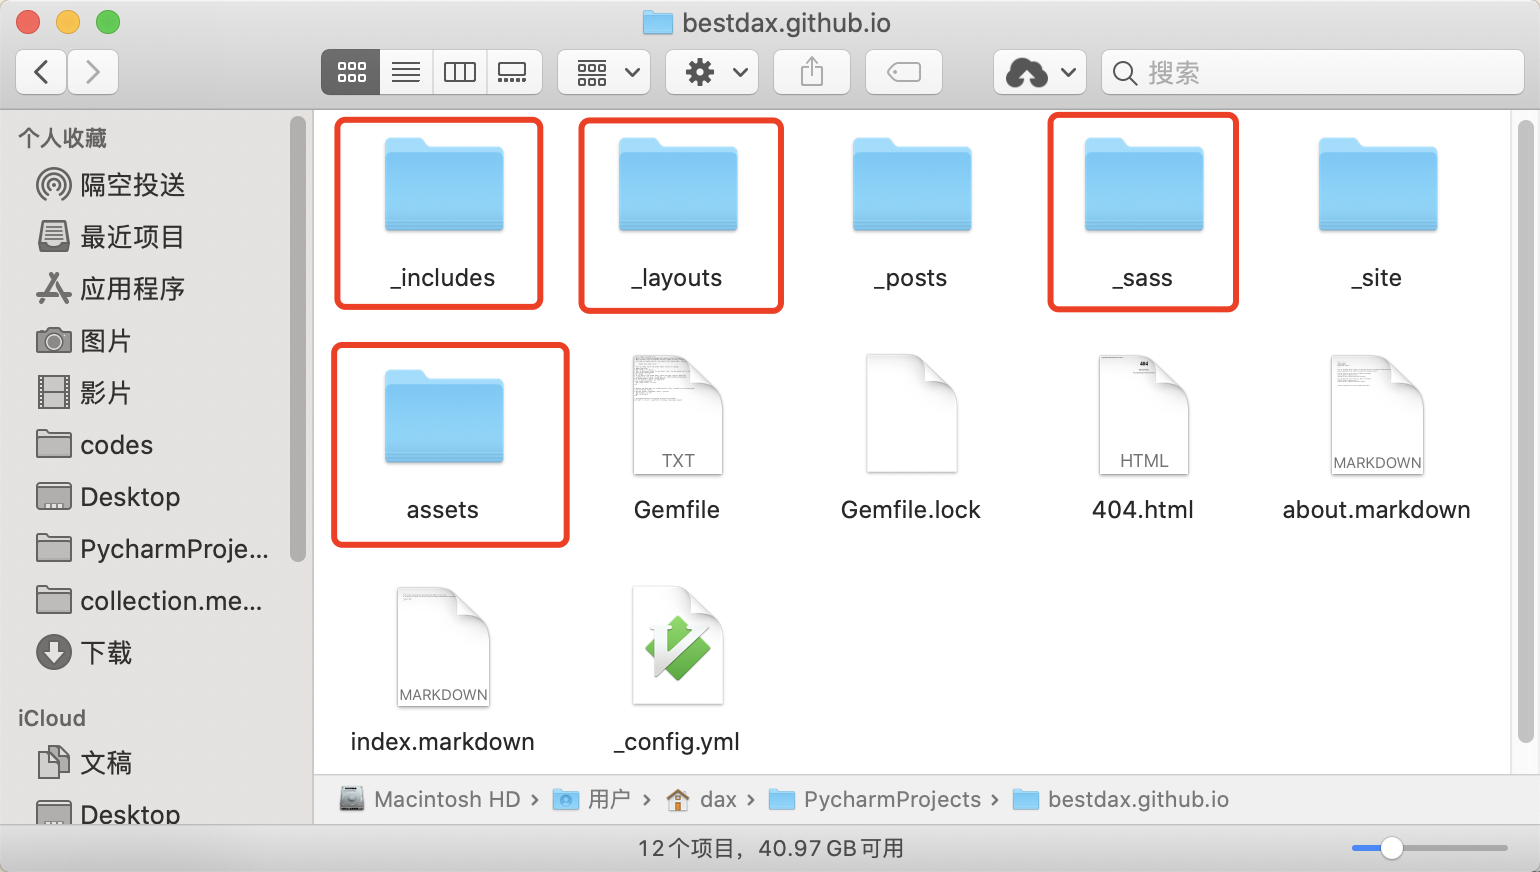 bestdax.github.io
搜索
个人收藏
隔空投送
最近项目
应用程序
图片
影片
codes
Desktop
PycharmProje...
collection.me...
下载
iCloud
文稿
Desktop
_includes
_layouts
_posts
_sass
_site
assets
TXT
Gemfile
Gemfile.lock
404
HTML
404.html
MARKDOWN
about.markdown
MARKDOWN
index.markdown
_config.yml
Macintosh HD › 用户 › dax › PycharmProjects › bestdax.github.io
12 个项目，40.97 GB 可用